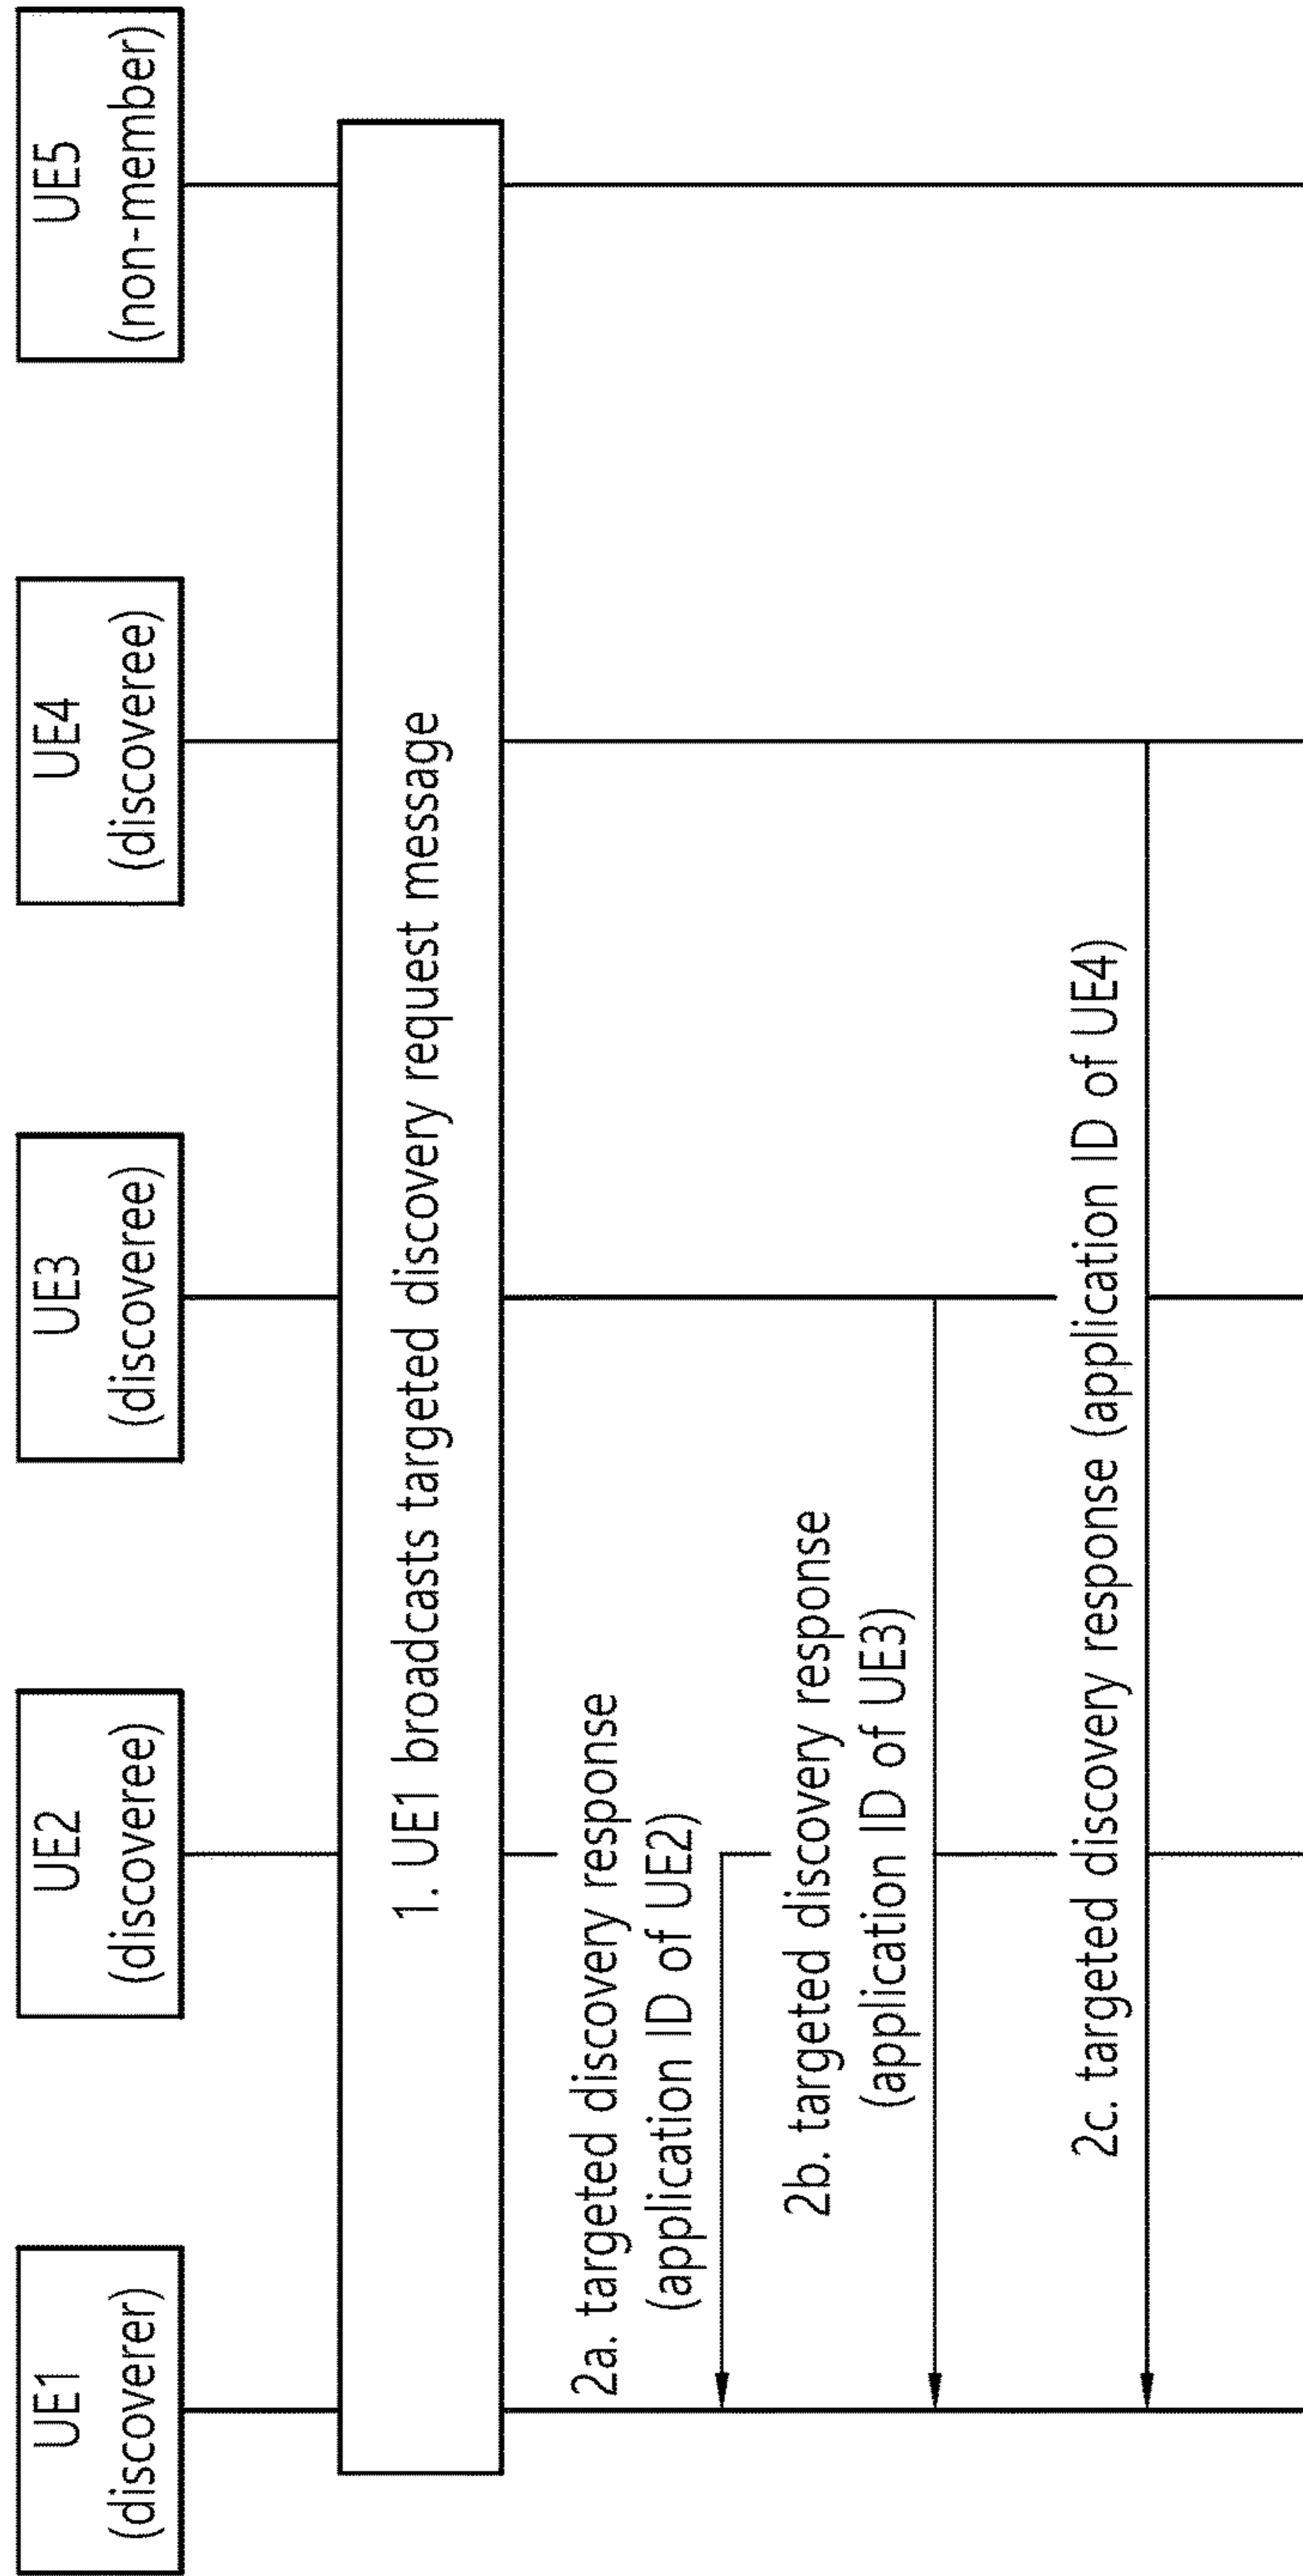 UE1
(discoverer)
UE2
(discoveree)
UE3
(discoveree)
UE4
(discoveree)
UE5
(non-member)
1. UE1 broadcasts targeted discovery request message
2a. targeted discovery response
(application ID of UE2)
2b. targeted discovery response
(application ID of UE3)
2c. targeted discovery response (application ID of UE4)